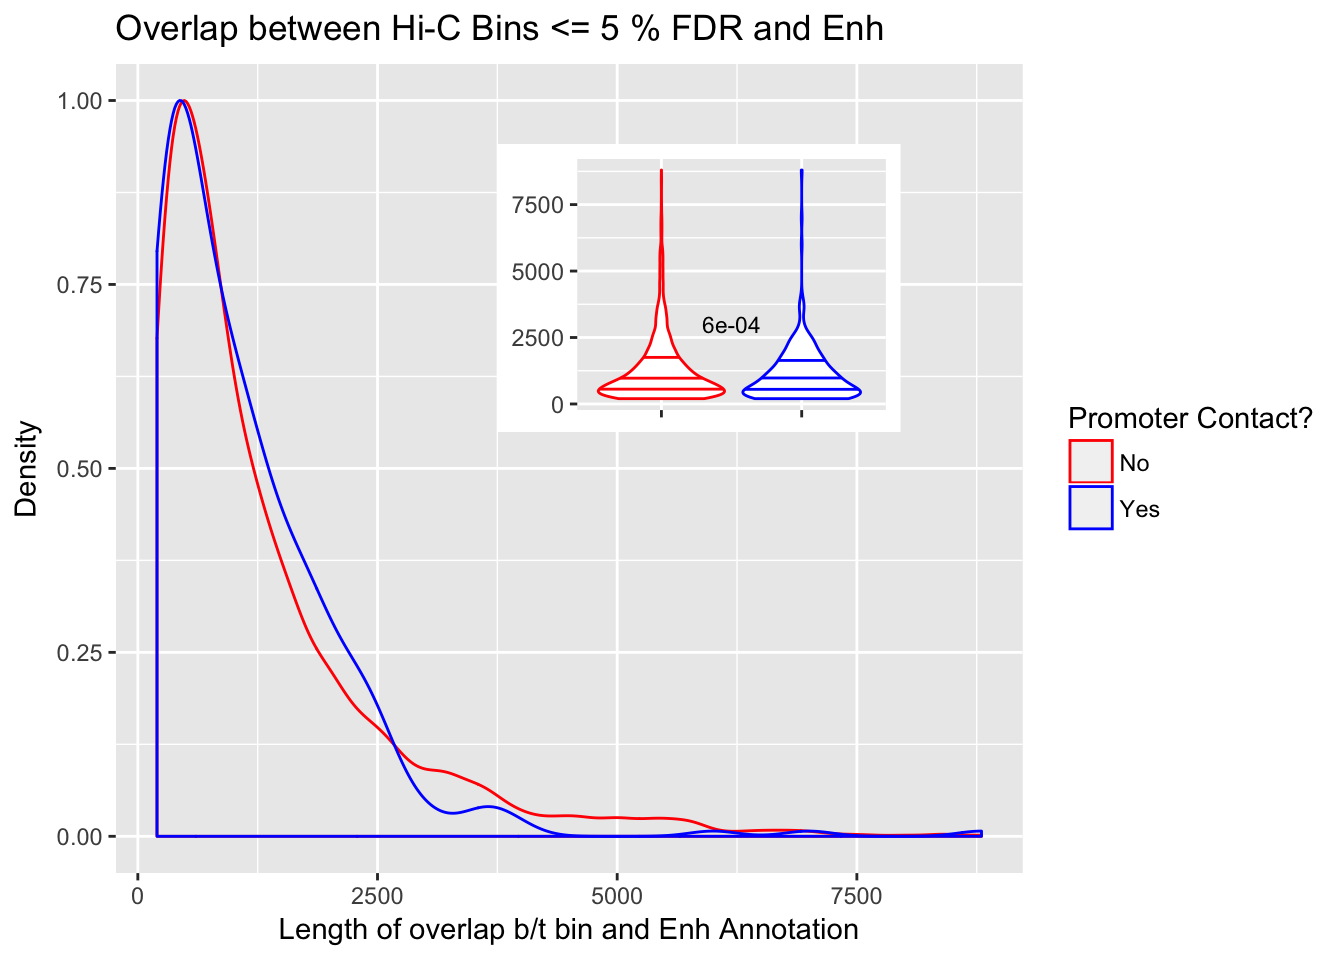 Overlap between Hi-C Bins <= 5 % FDR and Enh
Density
1.00
0.75
0.50
0.25
0.00
0
2500
5000
7500
Length of overlap b/t bin and Enh Annotation
7500
5000
2500
0
6e-04
Promoter Contact?
No
Yes